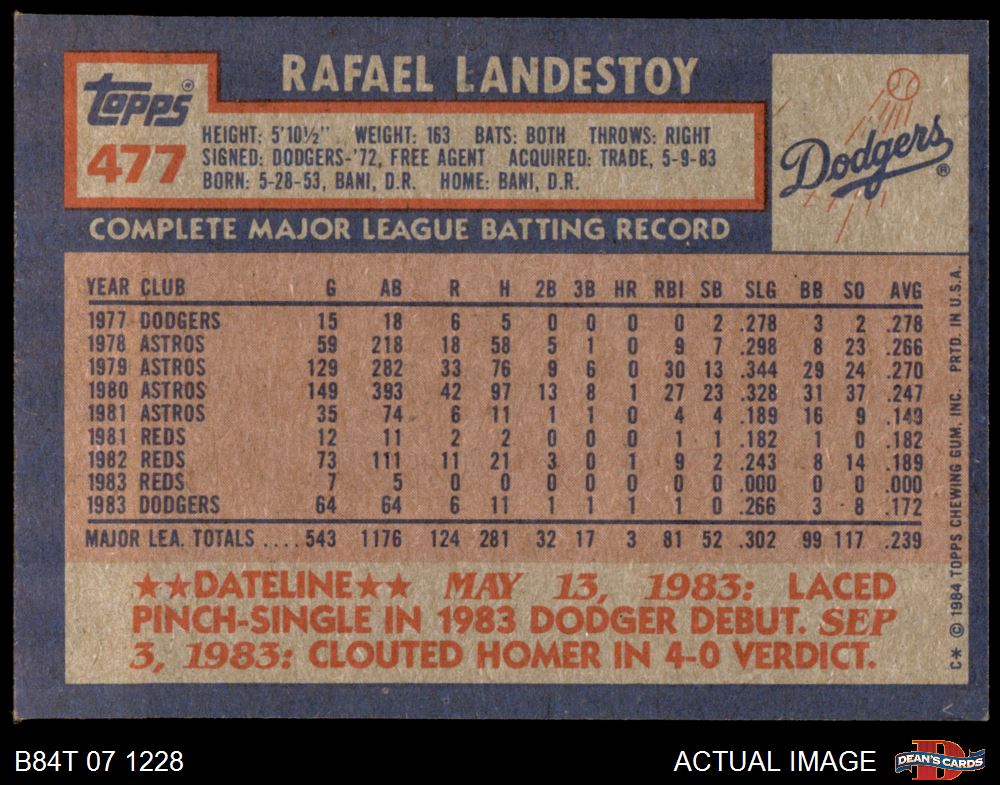 RAFAEL LANDESTOY
Topps®
477
HEIGHT: 5'10½" WEIGHT: 163 BATS: BOTH THROWS: RIGHT
SIGNED: DODGERS-'72, FREE AGENT ACQUIRED: TRADE, 5-9-83
BORN: 5-28-53, BANI, D.R. HOME: BANI, D.R.
Dodgers®
COMPLETE MAJOR LEAGUE BATTING RECORD
YEAR CLUB G AB R H 2B 3B HR RBI SB SLG BB SO AVG
1977 DODGERS 15 18 6 5 0 0 0 0 2 .278 3 2 .278
1978 ASTROS 59 218 18 58 5 1 0 9 7 .298 8 23 .266
1979 ASTROS 129 282 33 76 9 6 0 30 13 .344 29 24 .270
1980 ASTROS 149 393 42 97 13 8 1 27 23 .328 31 37 .247
1981 ASTROS 35 74 6 11 1 1 0 4 4 .189 16 9 .149
1981 REDS 12 11 2 2 0 0 0 1 1 .182 1 0 .182
1982 REDS 73 111 11 21 3 0 1 9 2 .243 8 14 .189
1983 REDS 7 5 0 0 0 0 0 0 0 .000 0 0 .000
1983 DODGERS 64 64 6 11 1 1 1 1 0 .266 3 8 .172
MAJOR LEA. TOTALS .... 543 1176 124 281 32 17 3 81 52 .302 99 117 .239
★★DATELINE★★ MAY 13, 1983: LACED
PINCH-SINGLE IN 1983 DODGER DEBUT. SEP
3, 1983: CLOUTED HOMER IN 4-0 VERDICT.
C* © 1984 TOPPS CHEWING GUM, INC. PRTD. IN U.S.A.
B84T 07 1228
ACTUAL IMAGE
D
DEAN'S CARDS